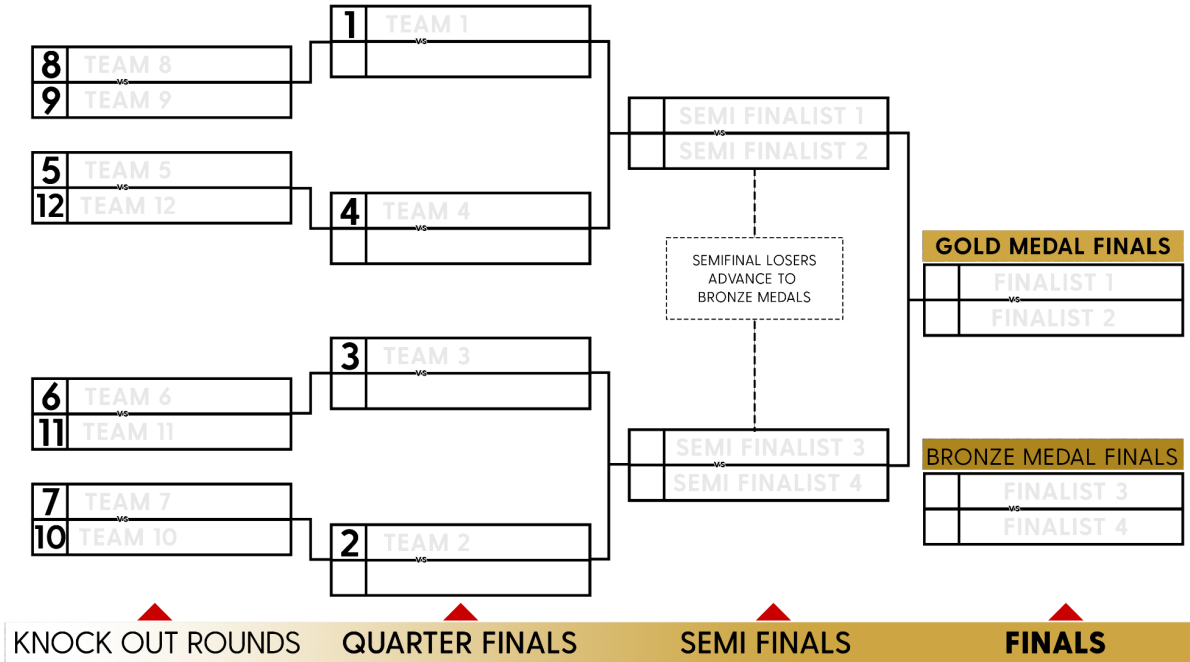 8 TEAM 8
VS
9 TEAM 9
5 TEAM 5
VS
12 TEAM 12
6 TEAM 6
VS
11 TEAM 11
7 TEAM 7
VS
10 TEAM 10
1 TEAM 1
VS
4 TEAM 4
VS
3 TEAM 3
VS
2 TEAM 2
VS
SEMI FINALIST 1
VS
SEMI FINALIST 2
SEMIFINAL LOSERS
ADVANCE TO
BRONZE MEDALS
SEMI FINALIST 3
VS
SEMI FINALIST 4
GOLD MEDAL FINALS
FINALIST 1
VS
FINALIST 2
BRONZE MEDAL FINALS
FINALIST 3
VS
FINALIST 4
KNOCK OUT ROUNDS
QUARTER FINALS
SEMI FINALS
FINALS